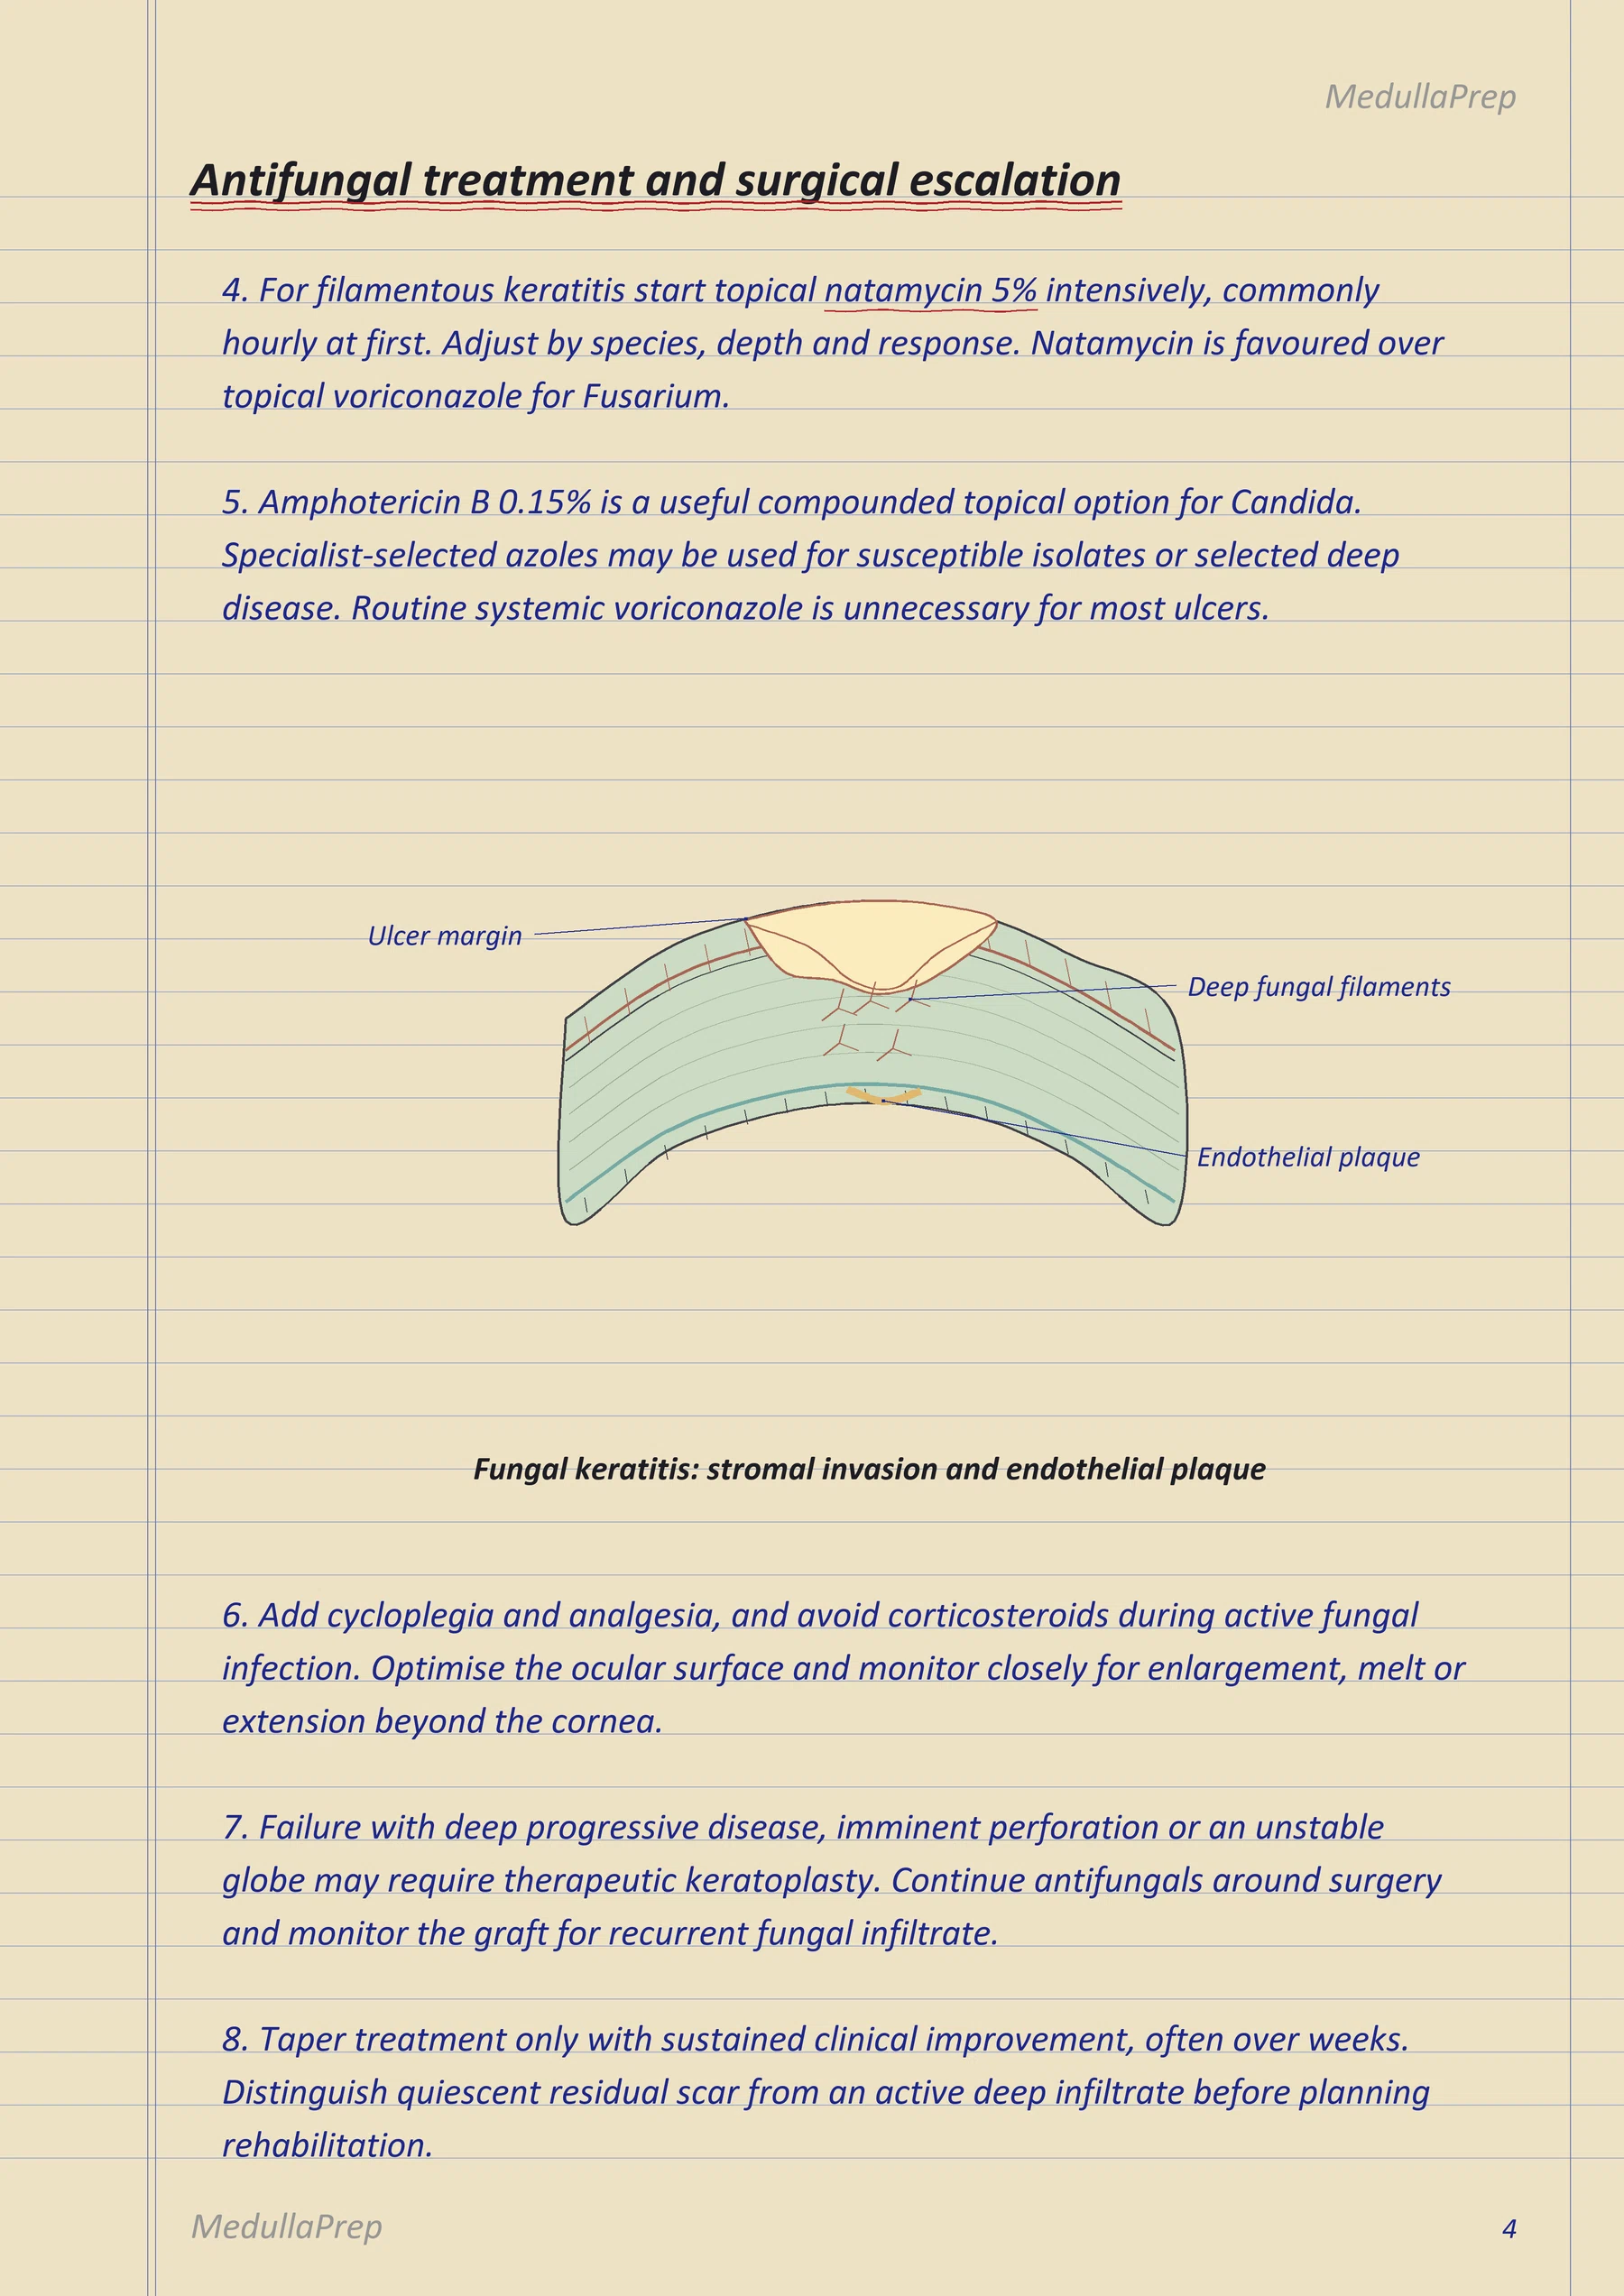 MedullaPrep
Antifungal treatment and surgical escalation
4. For filamentous keratitis start topical natamycin 5% intensively, commonly
hourly at first. Adjust by species, depth and response. Natamycin is favoured over
topical voriconazole for Fusarium.
5. Amphotericin B 0.15% is a useful compounded topical option for Candida.
Specialist-selected azoles may be used for susceptible isolates or selected deep
disease. Routine systemic voriconazole is unnecessary for most ulcers.
Ulcer margin
Deep fungal filaments
Endothelial plaque
Fungal keratitis: stromal invasion and endothelial plaque
6. Add cycloplegia and analgesia, and avoid corticosteroids during active fungal
infection. Optimise the ocular surface and monitor closely for enlargement, melt or
extension beyond the cornea.
7. Failure with deep progressive disease, imminent perforation or an unstable
globe may require therapeutic keratoplasty. Continue antifungals around surgery
and monitor the graft for recurrent fungal infiltrate.
8. Taper treatment only with sustained clinical improvement, often over weeks.
Distinguish quiescent residual scar from an active deep infiltrate before planning
rehabilitation.
MedullaPrep
4